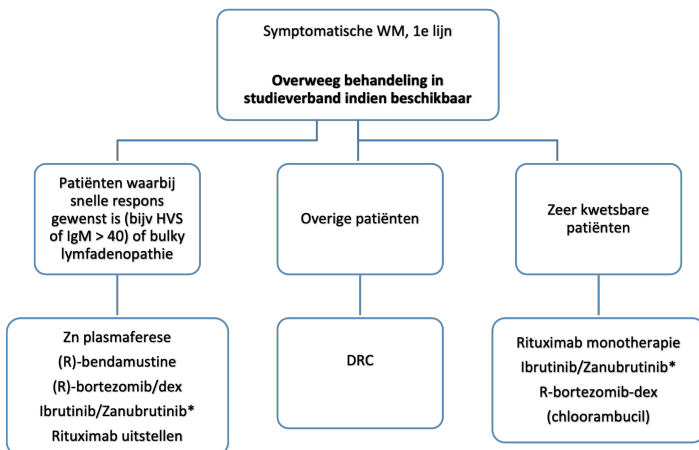 Symptomatische WM, 1e lijn
Overweeg behandeling in
studieverband indien beschikbaar
Patiënten waarbij
snelle respons
gewenst is (bijv HVS
of IgM > 40) of bulky
lymfadenopathie
Overige patiënten
Zeer kwetsbare
patiënten
Zn plasmaferese
(R)-bendamustine
(R)-bortezomib/dex
Ibrutinib/Zanubrutinib*
Rituximab uitstellen
DRC
Rituximab monotherapie
Ibrutinib/Zanubrutinib*
R-bortezomib-dex
(chloorambucil)